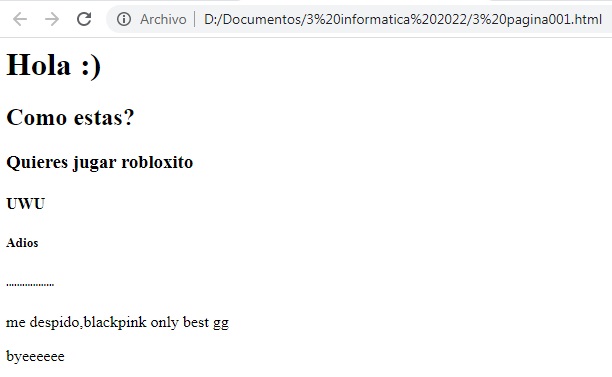 Archivo | D:/Documentos/3%20informatica%202022/3%20pagina001.html
Hola :)
Como estas?
Quieres jugar robloxito
UWU
Adios
..................
me despido,blackpink only best gg
byeeeeee